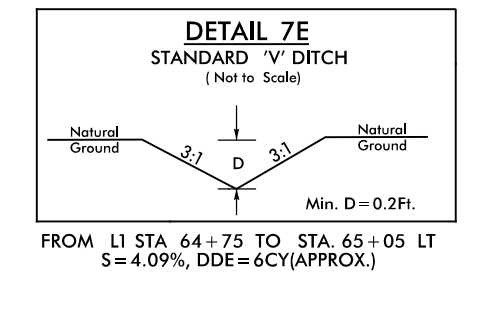 DETAIL 7E
STANDARD 'V' DITCH
(Not to Scale)
Natural
Ground
3:1
D
3:1
Natural
Ground
Min. D=0.2Ft.
FROM L1 STA 64+75 TO STA. 65+05 LT
S=4.09%, DDE=6CY(APPROX.)